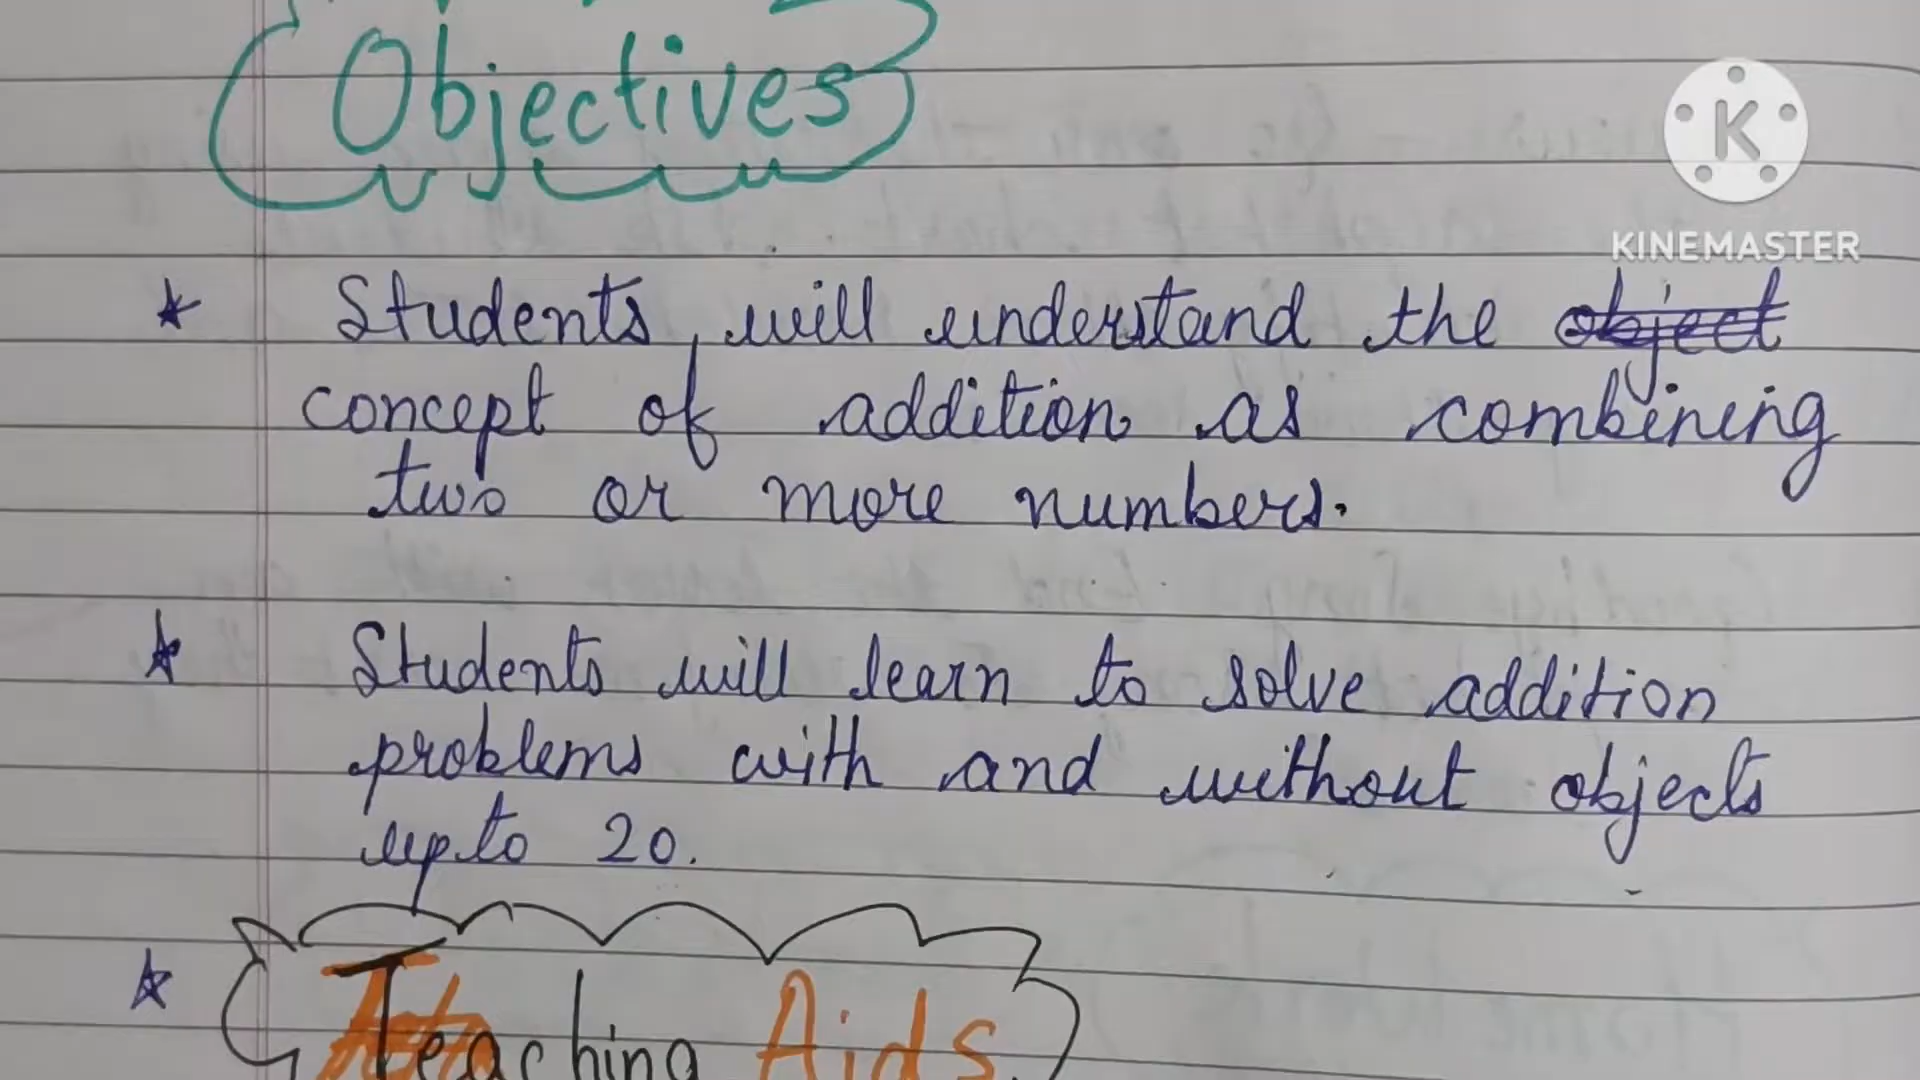 Objectives
K
KINEMASTER
★ Students will understand the object
concept of addition as combining
two or more numbers.
★ Students will learn to solve addition
problems with and without objects
upto 20.
★ Teaching Aids.